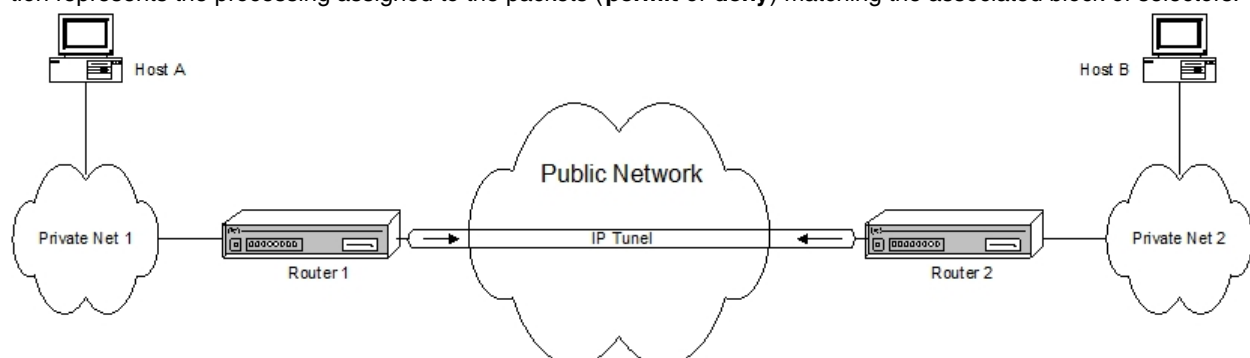 tion represents the processing assigned to the packets (permit or deny) matching the associated block of selectors.
Host A
Host B
Public Network
Private Net 1
IP Tunel
Private Net 2
Router 1
Router 2